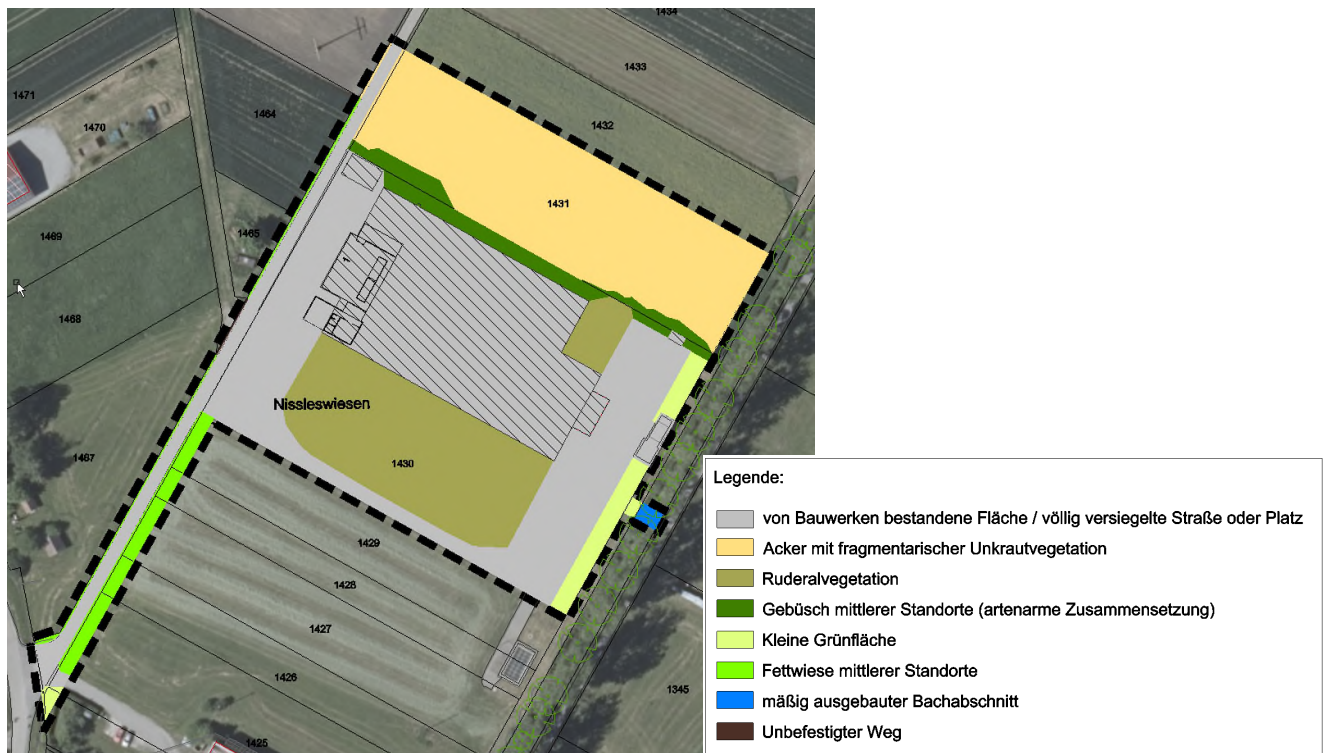 1434
1433
1471
1432
1464
1470
1431
1465
1469
1
1468
Nissleswiesen
1467
1430
1429
1428
1427
1426
1345
1425
Legende:
von Bauwerken bestandene Fläche / völlig versiegelte Straße oder Platz
Acker mit fragmentarischer Unkrautvegetation
Ruderalvegetation
Gebüsch mittlerer Standorte (artenarme Zusammensetzung)
Kleine Grünfläche
Fettwiese mittlerer Standorte
mäßig ausgebauter Bachabschnitt
Unbefestigter Weg